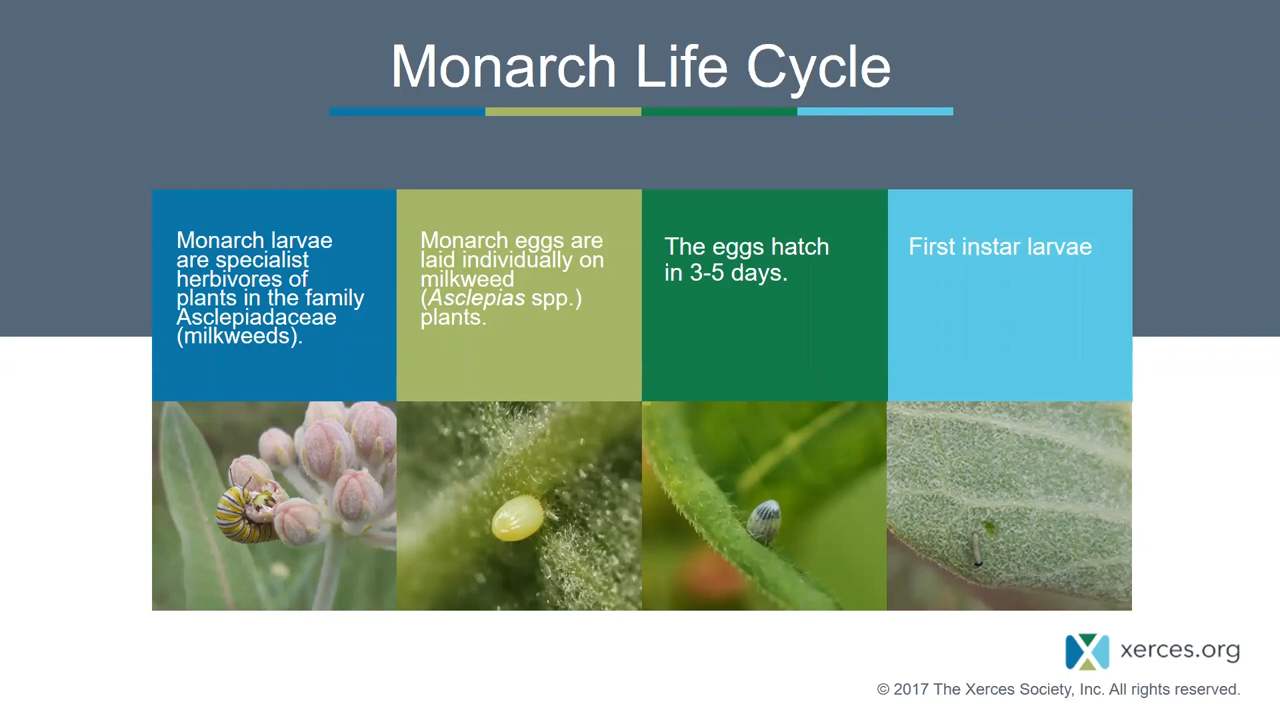 Monarch Life Cycle
Monarch larvae
are specialist
herbivores of
plants in the family
Asclepiadaceae
(milkweeds).
Monarch eggs are
laid individually on
milkweed
(Asclepias spp.)
plants.
The eggs hatch
in 3-5 days.
First instar larvae
xerces.org
© 2017 The Xerces Society, Inc. All rights reserved.